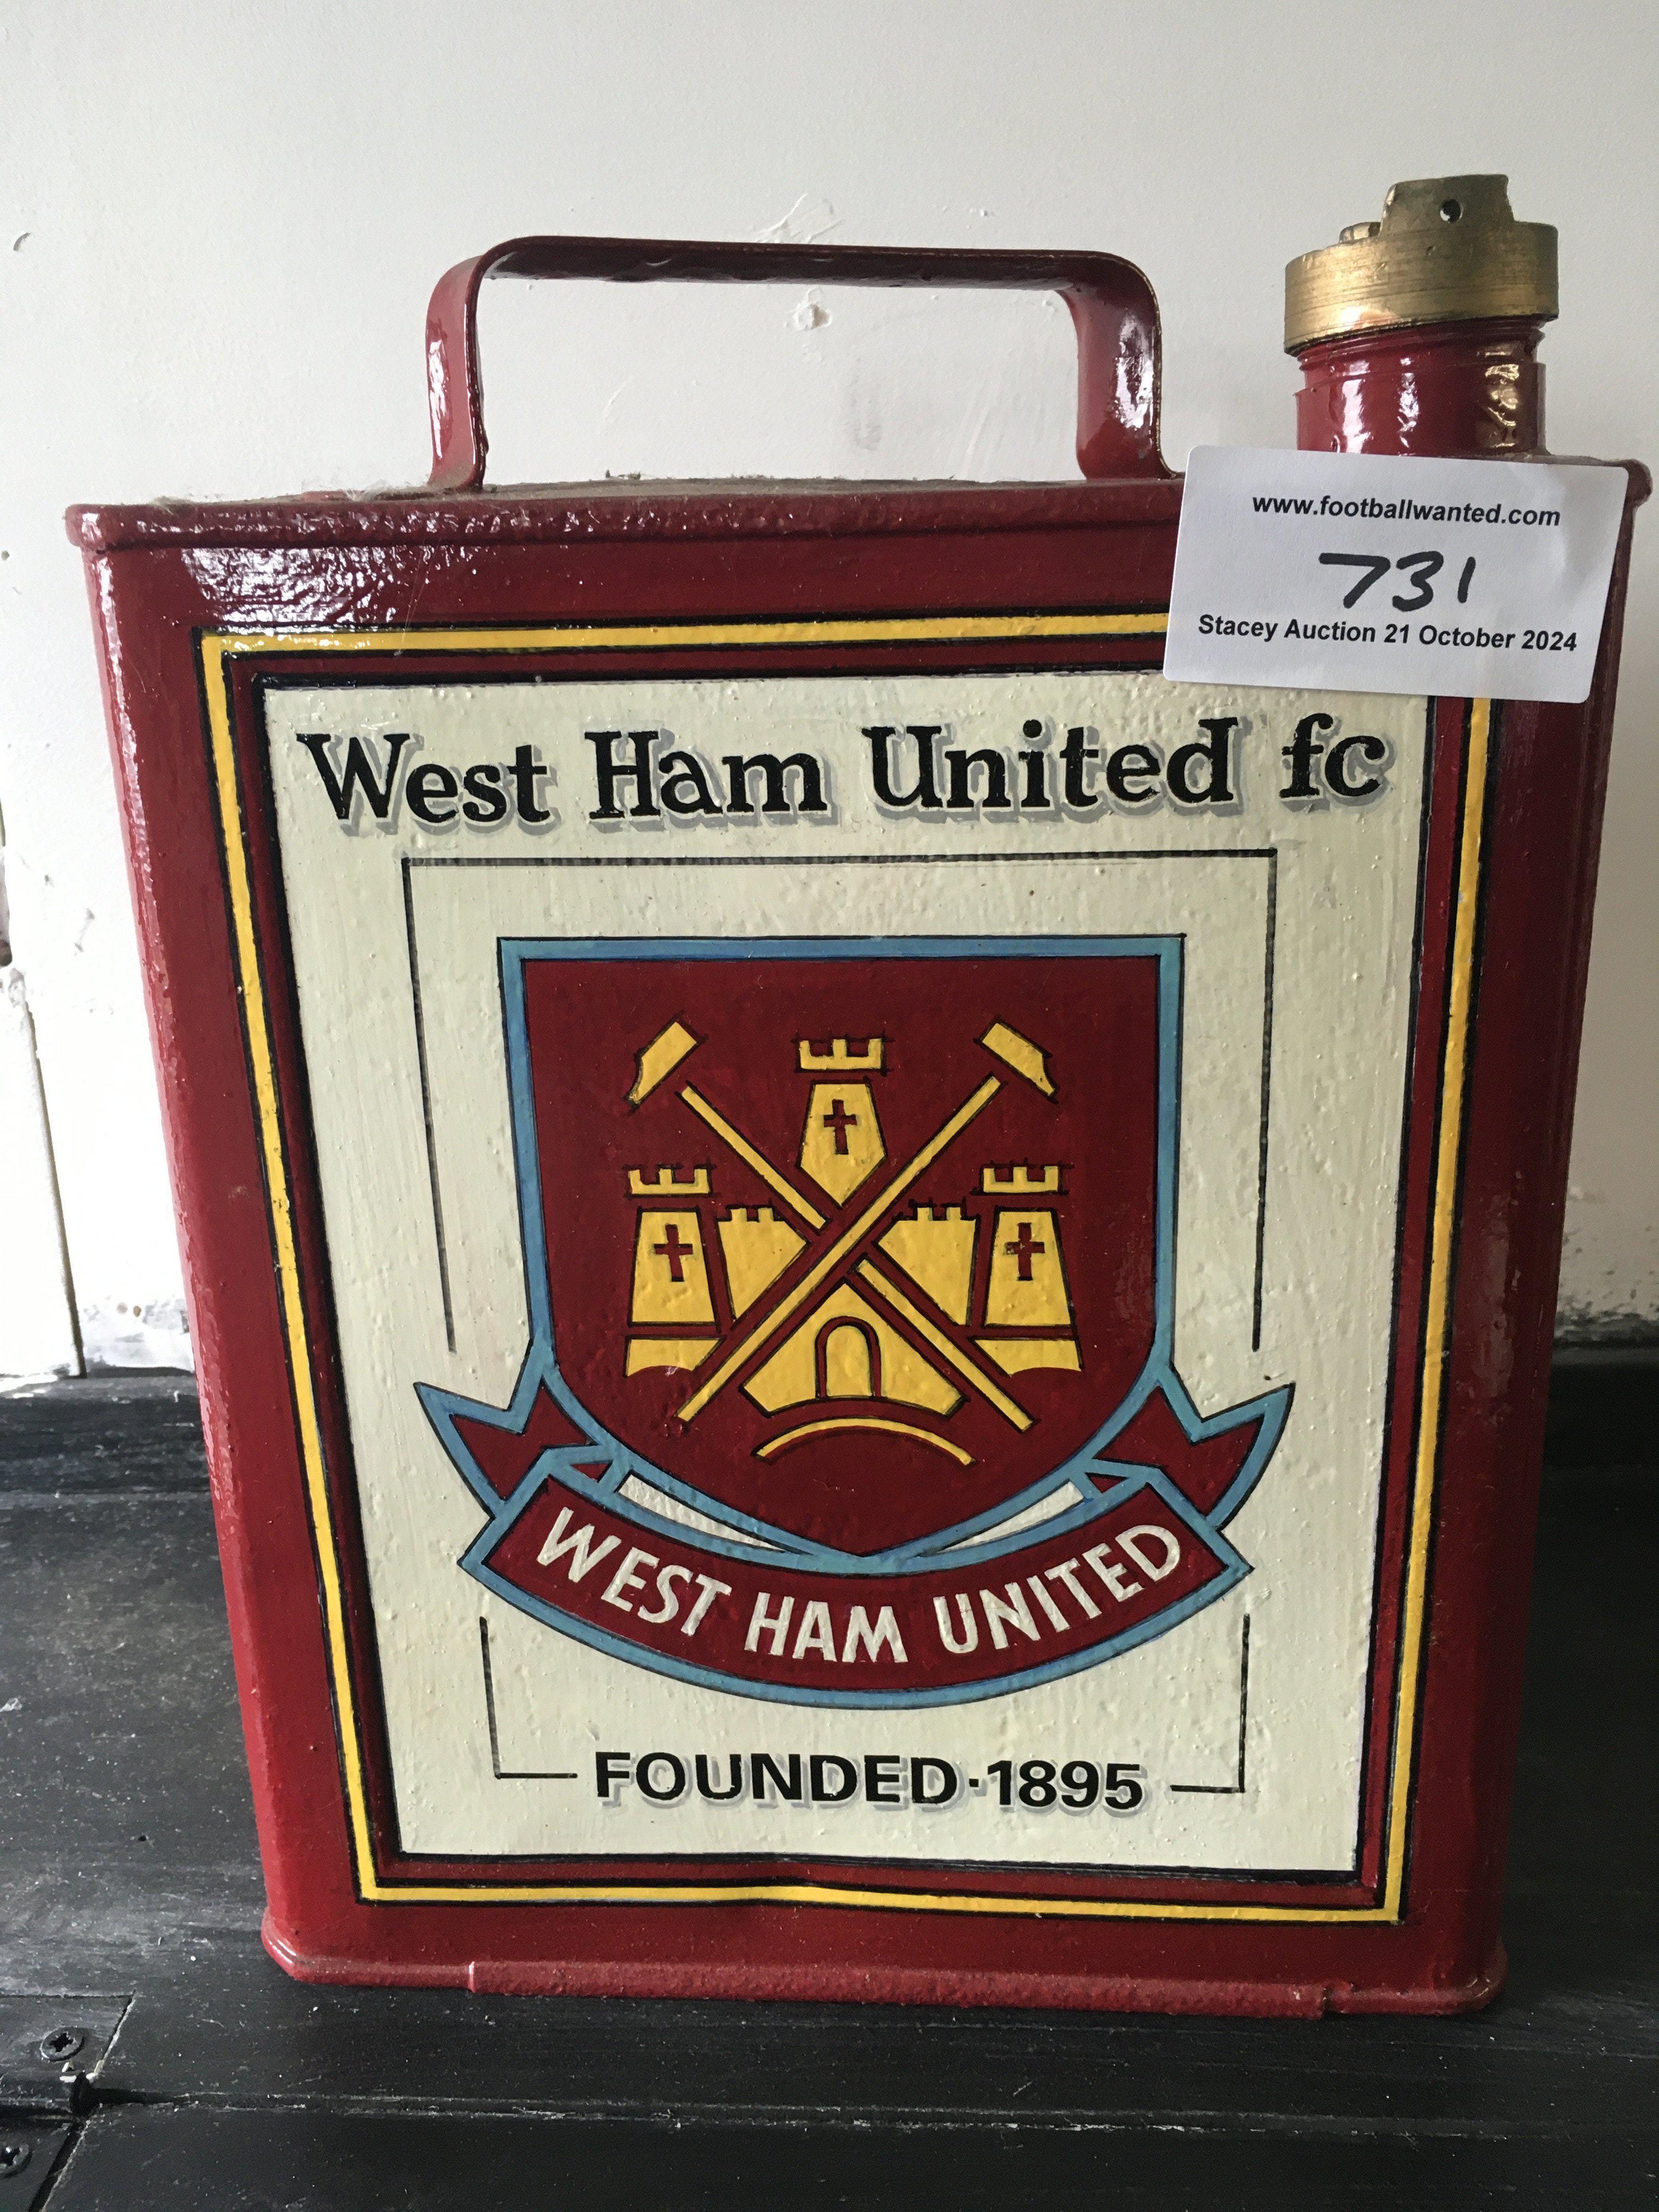 www.footballwanted.com
731
Stacey Auction 21 October 2024
West Ham United fc
WEST HAM UNITED
FOUNDED·1895